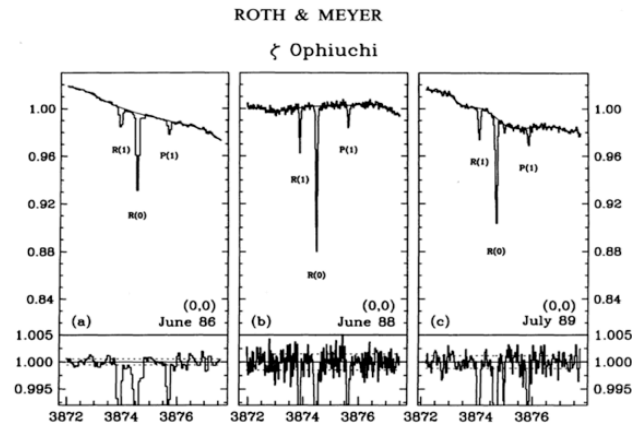 ROTH & MEYER
ζ Ophiuchi
1.00
0.96
0.92
0.88
0.84
R(1)
P(1)
R(0)
(0,0)
(a)
June 86
R(1)
P(1)
R(0)
(0,0)
(b)
June 88
R(1)
P(1)
R(0)
(0,0)
(c)
July 89
1.00
0.96
0.92
0.88
0.84
1.005
1.000
0.995
1.005
1.000
0.995
3872 3874 3876 3872 3874 3876 3872 3874 3876